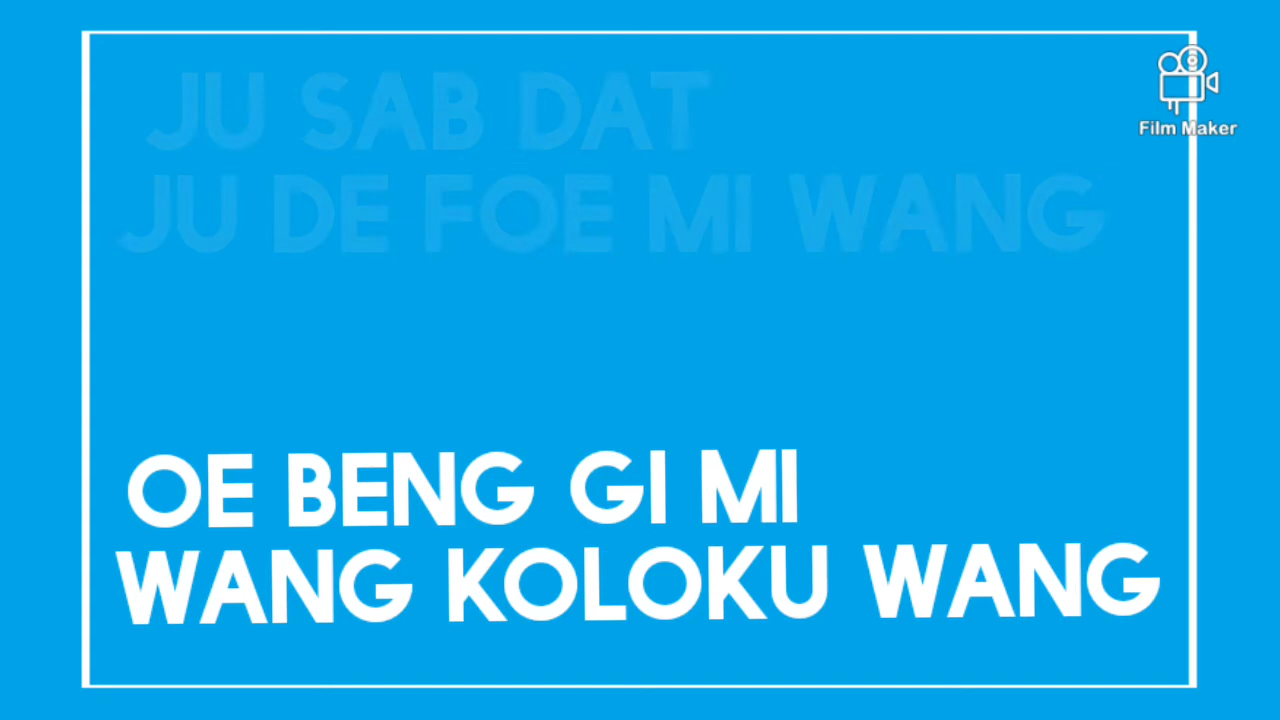 JU SAB DAT
JU DE FOE MI WANG
Film Maker
OE BENG GI MI
WANG KOLOKU WANG